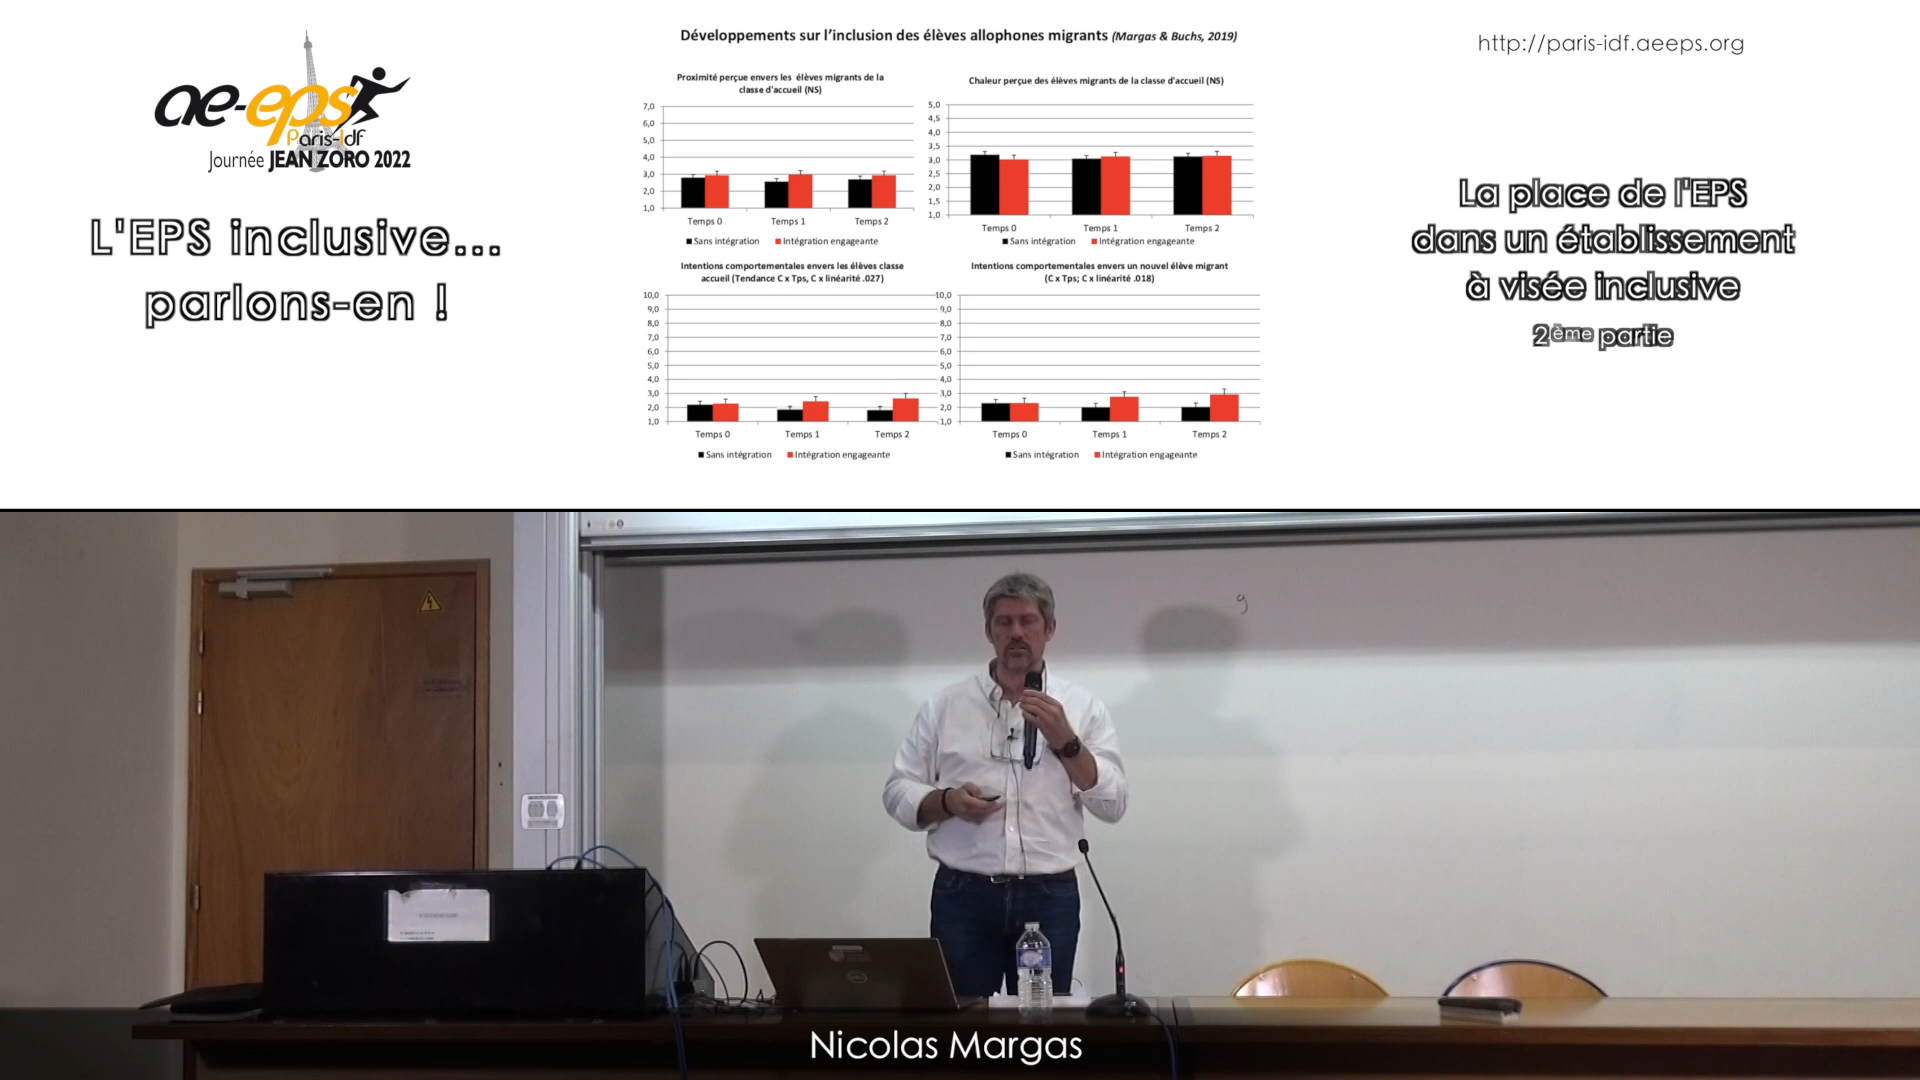 ae-eps
Paris-Idf
Journée JEAN ZORO 2022
L'EPS inclusive...
parlons-en !
Développements sur l'inclusion des élèves allophones migrants (Margas & Buchs, 2019)
Proximité perçue envers les élèves migrants de la
classe d'accueil (NS)
7,0
6,0
5,0
4,0
3,0
2,0
1,0
Temps 0 Temps 1 Temps 2
Sans intégration Intégration engageante
Chaleur perçue des élèves migrants de la classe d'accueil (NS)
5,0
4,5
4,0
3,5
3,0
2,5
2,0
1,5
1,0
Temps 0 Temps 1 Temps 2
Sans intégration Intégration engageante
Intentions comportementales envers les élèves classe
accueil (Tendance C x Tps, C x linéarité .027)
10,0
9,0
8,0
7,0
6,0
5,0
4,0
3,0
2,0
1,0
Temps 0 Temps 1 Temps 2
Sans intégration Intégration engageante
Intentions comportementales envers un nouvel élève migrant
(C x Tps; C x linéarité .018)
10,0
9,0
8,0
7,0
6,0
5,0
4,0
3,0
2,0
1,0
Temps 0 Temps 1 Temps 2
Sans intégration Intégration engageante
http://paris-idf.aeeps.org
La place de l'EPS
dans un établissement
à visée inclusive
2ème partie
DELL
Nicolas Margas